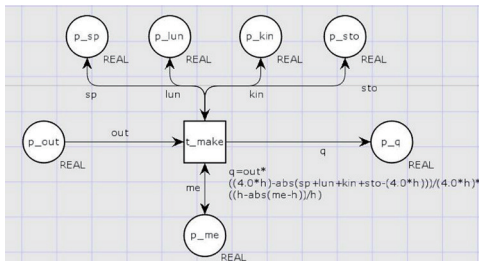 p_sp p_lun p_kin p_sto
REAL REAL REAL REAL
sp lun kin sto
p_out out t_make q p_q
REAL REAL
me
q=out*
((4.0*h)-abs(sp+lun+kin+sto-(4.0*h)))/(4.0*h)*
((h-abs(me-h))/h)
p_me
REAL